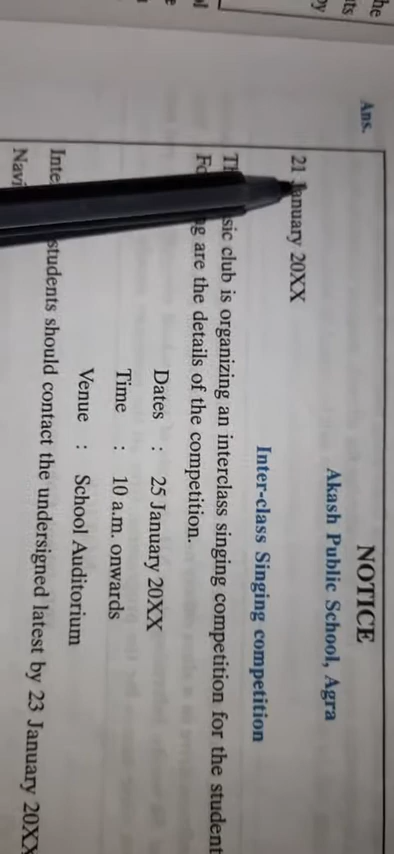 Ans.
NOTICE
Akash Public School, Agra
21 January 20XX
Inter-class Singing competition
sic club is organizing an interclass singing competition for the student
are the details of the competition.
Dates : 25 January 20XX
Time : 10 a.m. onwards
Venue : School Auditorium
students should contact the undersigned latest by 23 January 20XX
Navi